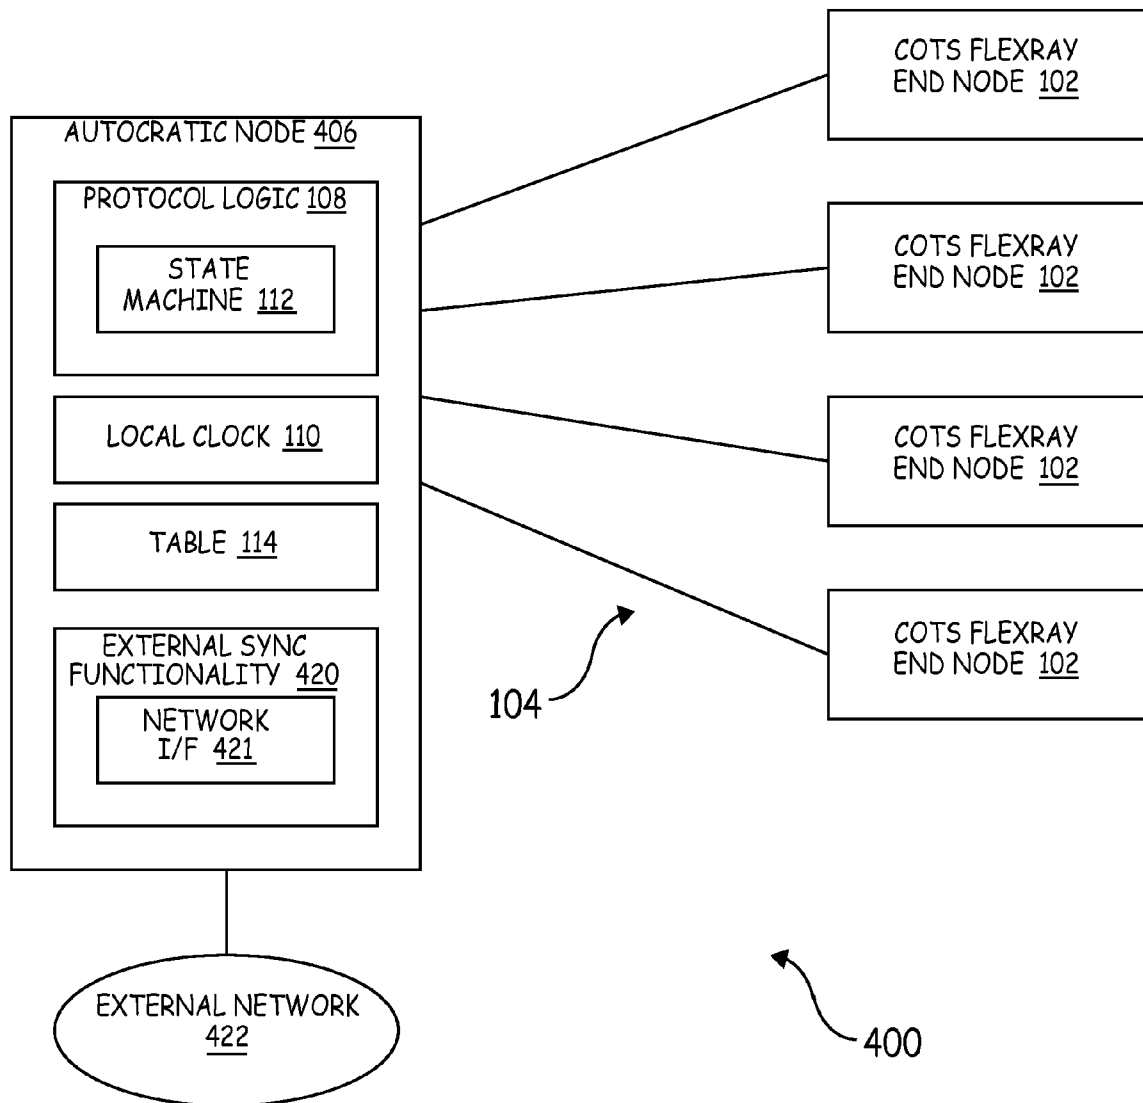 AUTOCRATIC NODE 406
PROTOCOL LOGIC 108
STATE
MACHINE 112
LOCAL CLOCK 110
TABLE 114
EXTERNAL SYNC
FUNCTIONALITY 420
NETWORK
I/F 421
EXTERNAL NETWORK
422
COTS FLEXRAY
END NODE 102
COTS FLEXRAY
END NODE 102
COTS FLEXRAY
END NODE 102
COTS FLEXRAY
END NODE 102
104
400